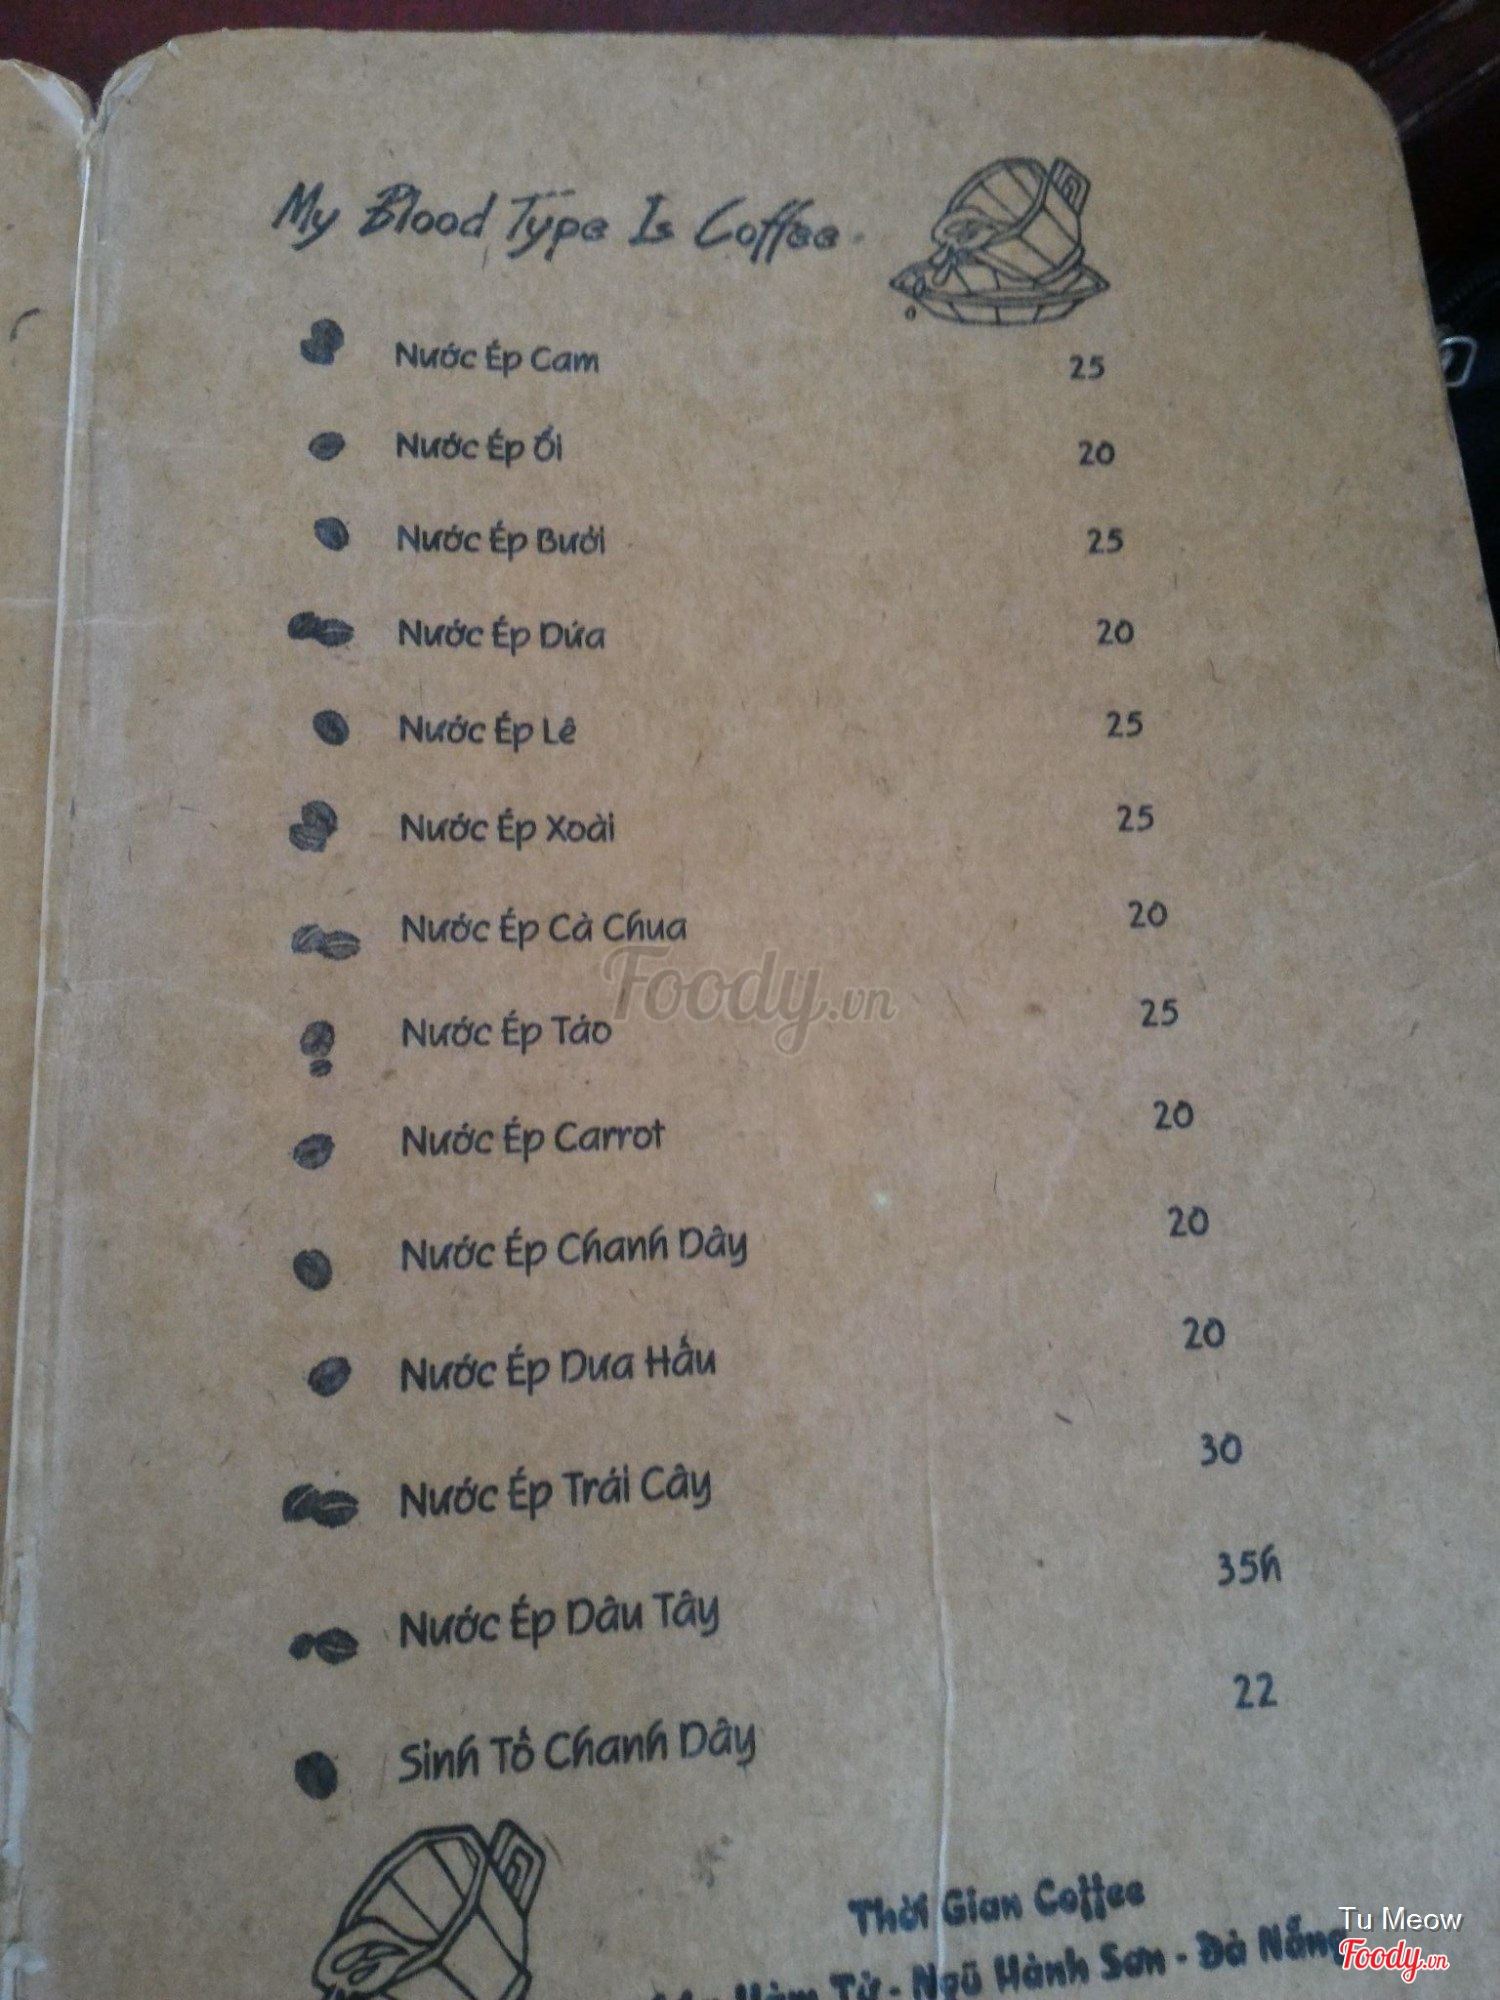 My Blood Type Is Coffee
Nước Ép Cam 25
Nước Ép Ổi 20
Nước Ép Bưởi 25
Nước Ép Dứa 20
Nước Ép Lê 25
Nước Ép Xoài 25
Nước Ép Cà Chua 20
Foody.vn
Nước Ép Táo 25
Nước Ép Carrot 20
Nước Ép Chanh Dây 20
Nước Ép Dưa Hấu 20
Nước Ép Trái Cây 30
Nước Ép Dâu Tây 35h
Sinh Tố Chanh Dây 22
Thời Gian Coffee
Hàm Tử - Ngũ Hành Sơn - Đà Nẵng
Tu Meow
Foody.vn